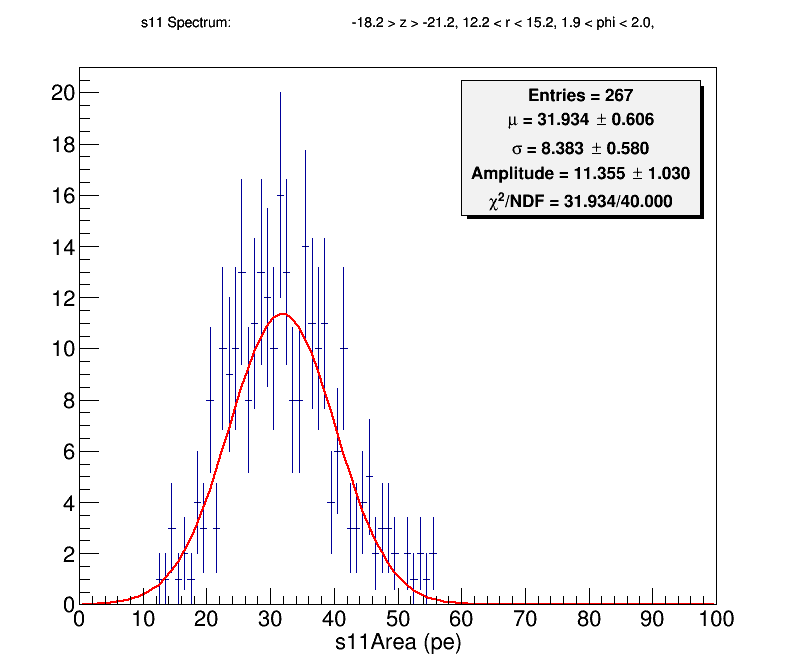 s11 Spectrum: -18.2 > z > -21.2, 12.2 < r < 15.2, 1.9 < phi < 2.0,
Entries = 267
μ = 31.934 ± 0.606
σ = 8.383 ± 0.580
Amplitude = 11.355 ± 1.030
χ²/NDF = 31.934/40.000
20
18
16
14
12
10
8
6
4
2
0
0 10 20 30 40 50 60 70 80 90 100
s11Area (pe)